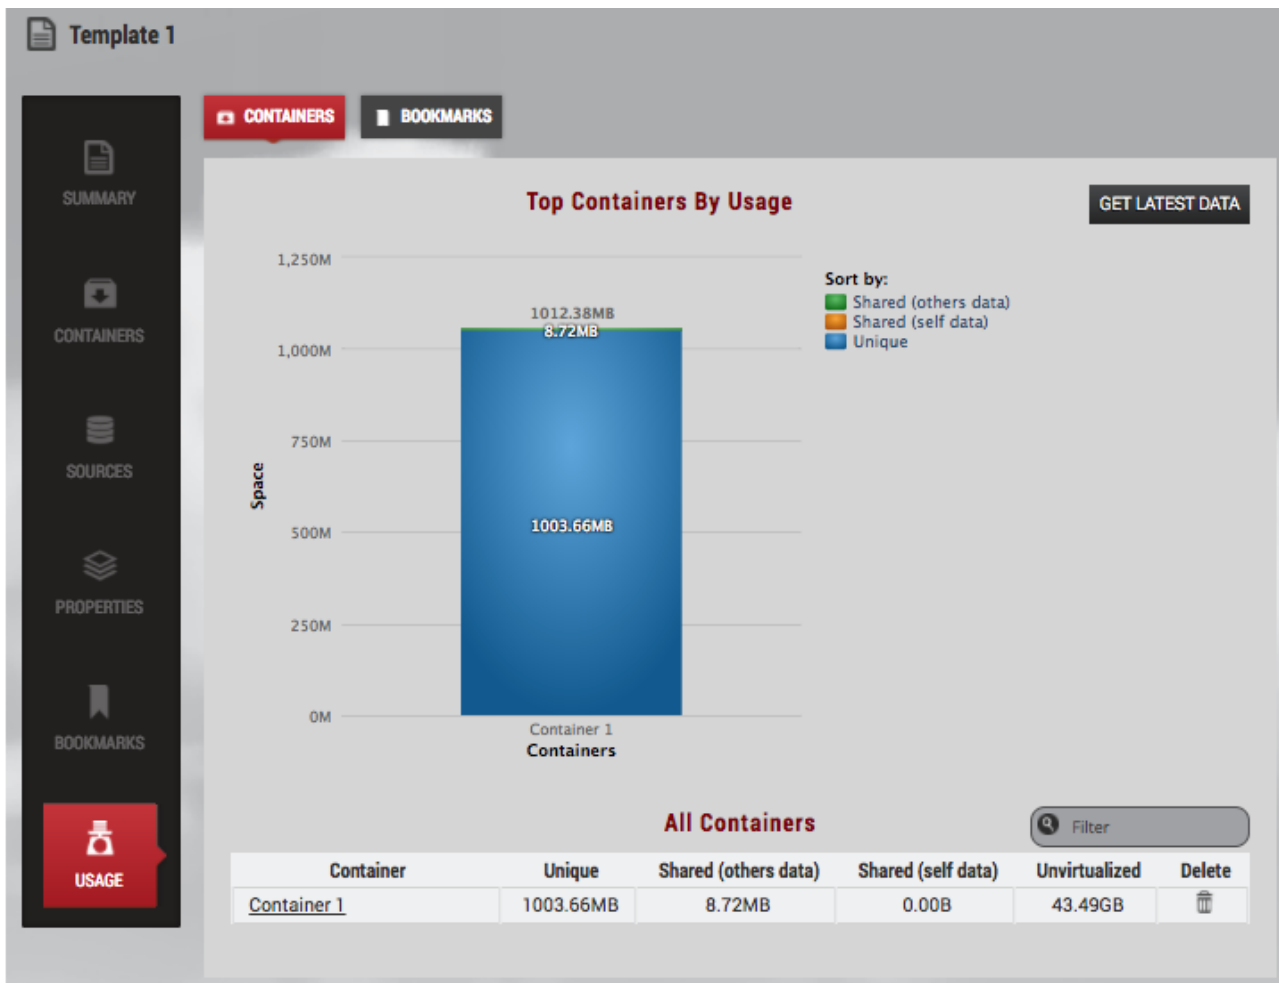 Template 1
CONTAINERS
BOOKMARKS
SUMMARY
CONTAINERS
SOURCES
PROPERTIES
BOOKMARKS
USAGE
Top Containers By Usage
GET LATEST DATA
1,250M
1,000M
750M
500M
250M
0M
Space
1012.38MB
8.72MB
1003.66MB
Container 1
Containers
Sort by:
Shared (others data)
Shared (self data)
Unique
All Containers
Filter
Container Unique Shared (others data) Shared (self data) Unvirtualized Delete
Container 1 1003.66MB 8.72MB 0.00B 43.49GB